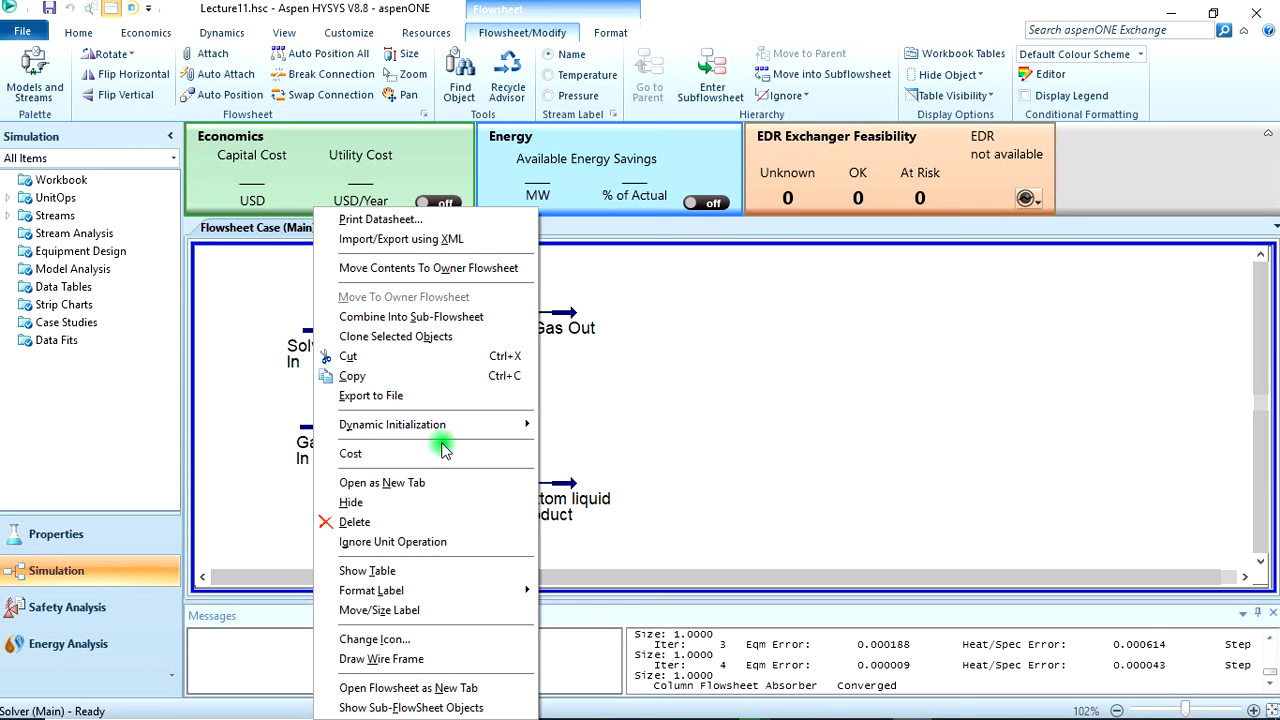 Lecture11.hsc - Aspen HYSYS V8.8 - aspenONE
Flowsheet
File
Home
Economics
Dynamics
View
Customize
Resources
Flowsheet/Modify
Format
Search aspenONE Exchange
Models and
Streams
Palette
Rotate
Flip Horizontal
Flip Vertical
Attach
Auto Attach
Auto Position
Auto Position All
Break Connection
Swap Connection
Size
Zoom
Pan
Flowsheet
Find
Object
Recycle
Advisor
Tools
Name
Temperature
Pressure
Stream Label
Go to
Parent
Enter
Subflowsheet
Move to Parent
Move into Subflowsheet
Ignore
Hierarchy
Workbook Tables
Hide Object
Table Visibility
Display Options
Default Colour Scheme
Editor
Display Legend
Conditional Formatting
Simulation
All Items
Workbook
UnitOps
Streams
Stream Analysis
Equipment Design
Model Analysis
Data Tables
Strip Charts
Case Studies
Data Fits
Properties
Simulation
Safety Analysis
Energy Analysis
Economics
Capital Cost
USD
Utility Cost
USD/Year
off
Energy
Available Energy Savings
MW
% of Actual
off
EDR Exchanger Feasibility
Unknown
0
OK
0
At Risk
0
EDR
not available
Flowsheet Case (Main)
Print Datasheet...
Import/Export using XML
Move Contents To Owner Flowsheet
Move To Owner Flowsheet
Combine Into Sub-Flowsheet
Clone Selected Objects
Cut Ctrl+X
Copy Ctrl+C
Export to File
Dynamic Initialization
Cost
Open as New Tab
Hide
Delete
Ignore Unit Operation
Show Table
Format Label
Move/Size Label
Change Icon...
Draw Wire Frame
Open Flowsheet as New Tab
Show Sub-FlowSheet Objects
Solv
In
Ga
In
Gas Out
tom liquid
oduct
Messages
Size: 1.0000
Iter: 3 Eqm Error: 0.000188 Heat/Spec Error: 0.000614 Step
Size: 1.0000
Iter: 4 Eqm Error: 0.000009 Heat/Spec Error: 0.000043 Step
Size: 1.0000
Column Flowsheet Absorber Converged
Solver (Main) - Ready
102%